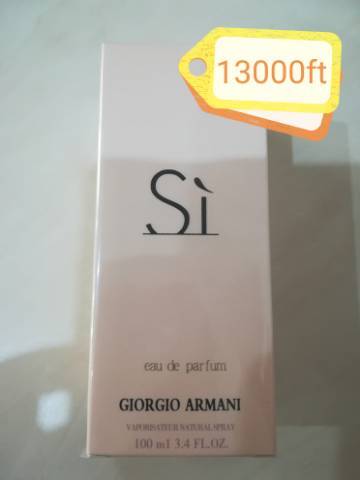 13000ft
Sì
eau de parfum
GIORGIO ARMANI
VAPORISATEUR NATURAL SPRAY
100 ml 3.4 FL.OZ.